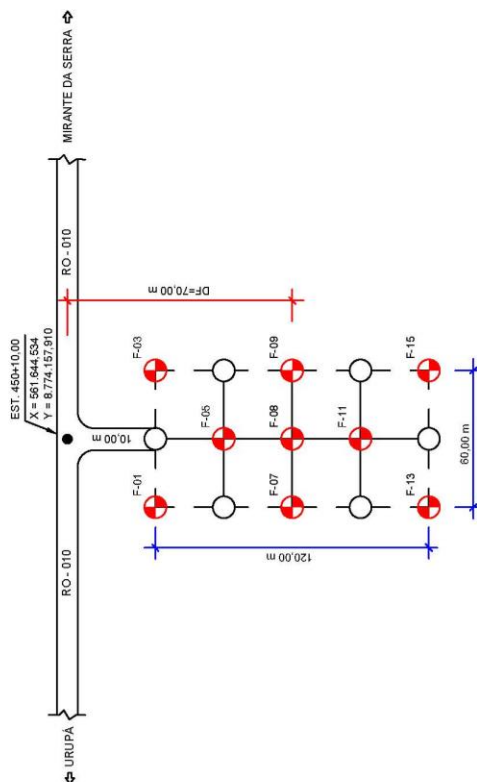 MIRANTE DA SERRA
EST. 450+10,00
X = 561.644,534
Y = 8.774.157,910
RO - 010
RO - 010
URUPÁ
10,00 m
DF=70,00 m
F-03
F-01
F-05
F-09
F-08
F-07
F-11
F-15
F-13
120,00 m
60,00 m